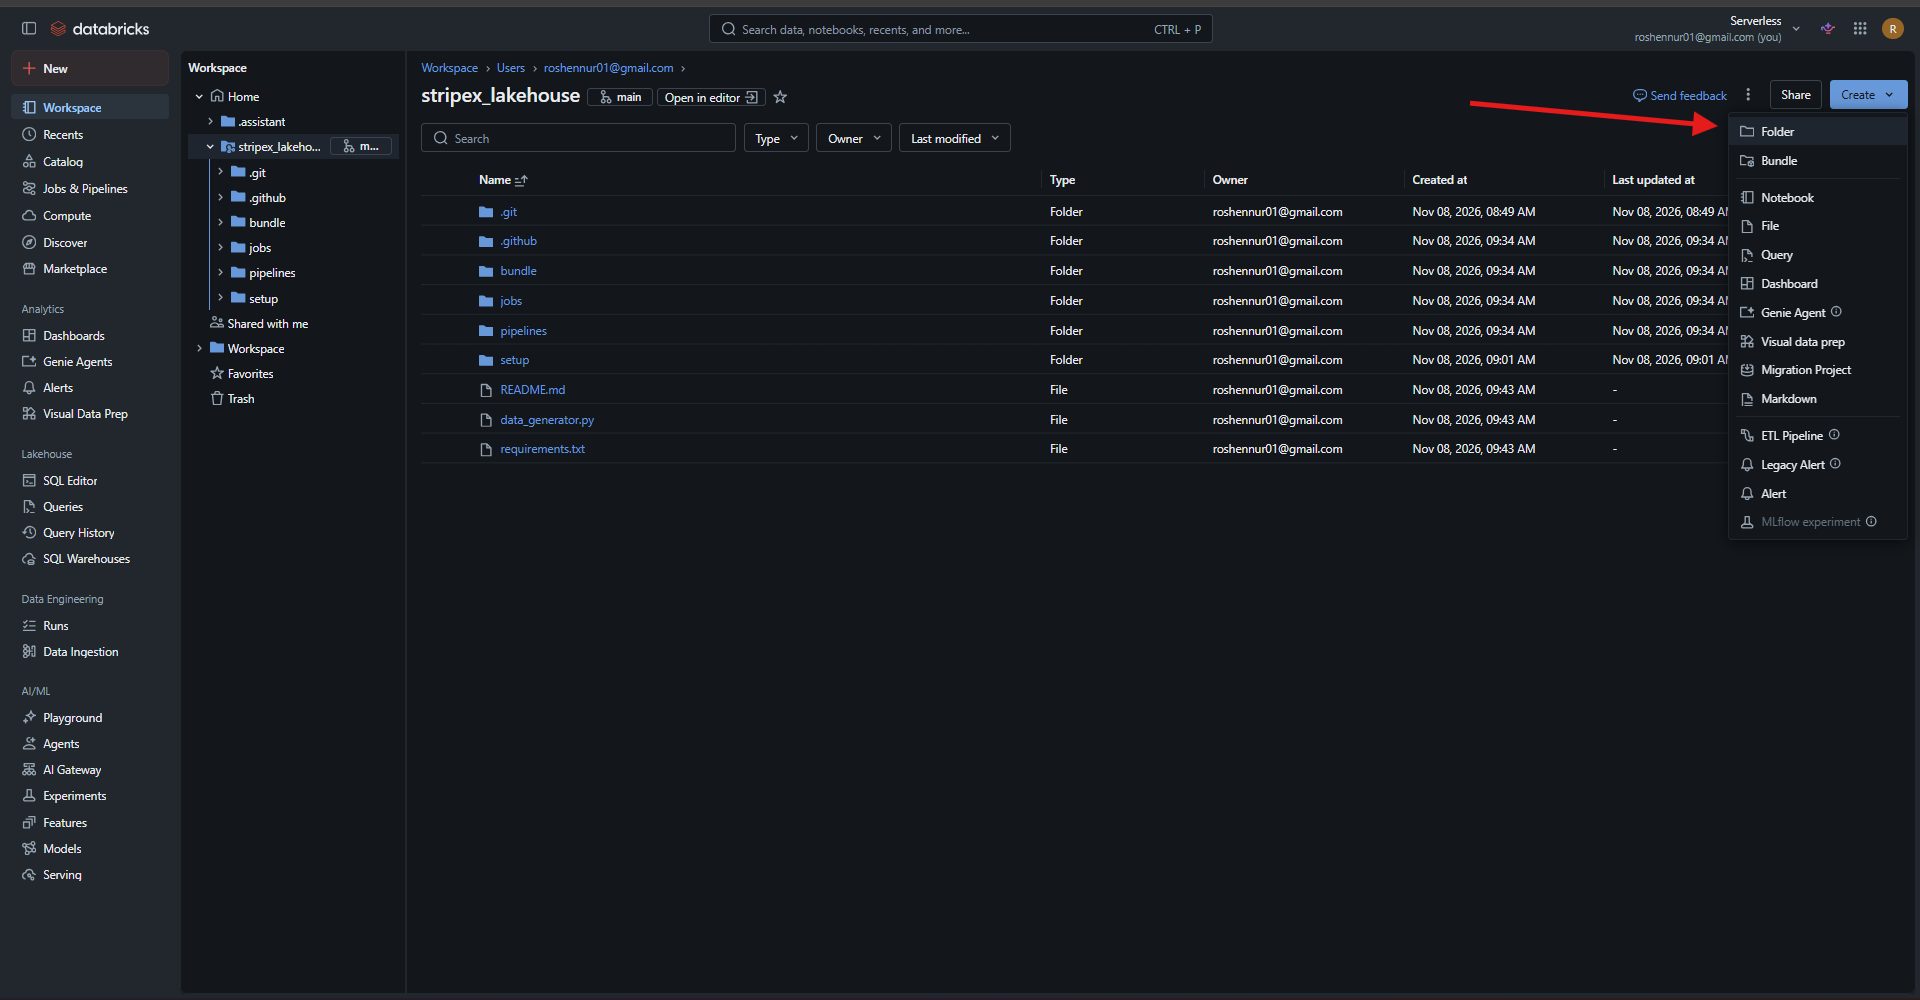 databricks
Search data, notebooks, recents, and more...
CTRL + P
Serverless
roshennur01@gmail.com (you)
R
New
Workspace
Recents
Catalog
Jobs & Pipelines
Compute
Discover
Marketplace
Analytics
Dashboards
Genie Agents
Alerts
Visual Data Prep
Lakehouse
SQL Editor
Queries
Query History
SQL Warehouses
Data Engineering
Runs
Data Ingestion
AI/ML
Playground
Agents
AI Gateway
Experiments
Features
Models
Serving
Workspace
Home
.assistant
stripex_lakeho... m...
.git
.github
bundle
jobs
pipelines
setup
Shared with me
Workspace
Favorites
Trash
Workspace > Users > roshennur01@gmail.com >
stripex_lakehouse main Open in editor
Send feedback Share Create
Search Type Owner Last modified
Name Type Owner Created at Last updated at
.git Folder roshennur01@gmail.com Nov 08, 2026, 08:49 AM Nov 08, 2026, 08:49 AM
.github Folder roshennur01@gmail.com Nov 08, 2026, 09:34 AM Nov 08, 2026, 09:34 AM
bundle Folder roshennur01@gmail.com Nov 08, 2026, 09:34 AM Nov 08, 2026, 09:34 AM
jobs Folder roshennur01@gmail.com Nov 08, 2026, 09:34 AM Nov 08, 2026, 09:34 AM
pipelines Folder roshennur01@gmail.com Nov 08, 2026, 09:34 AM Nov 08, 2026, 09:34 AM
setup Folder roshennur01@gmail.com Nov 08, 2026, 09:01 AM Nov 08, 2026, 09:01 AM
README.md File roshennur01@gmail.com Nov 08, 2026, 09:43 AM -
data_generator.py File roshennur01@gmail.com Nov 08, 2026, 09:43 AM -
requirements.txt File roshennur01@gmail.com Nov 08, 2026, 09:43 AM -
Folder
Bundle
Notebook
File
Query
Dashboard
Genie Agent
Visual data prep
Migration Project
Markdown
ETL Pipeline
Legacy Alert
Alert
MLflow experiment